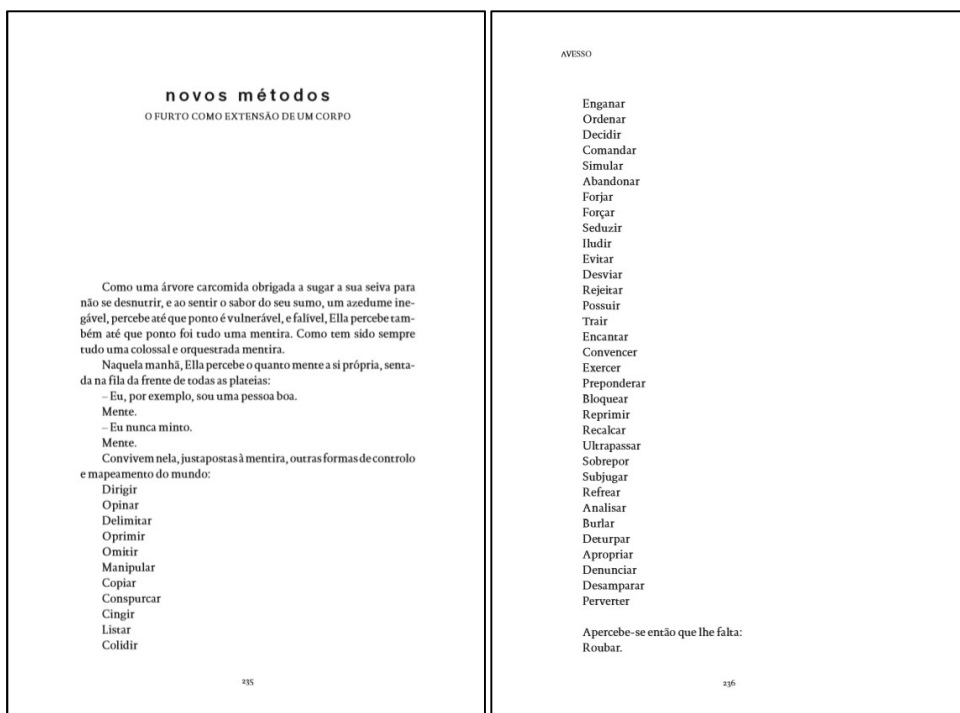 novos métodos
O FURTO COMO EXTENSÃO DE UM CORPO
Como uma árvore carcomida obrigada a sugar a sua seiva para
não se desnutrir, e ao sentir o sabor do seu sumo, um azedume ine-
gável, percebe até que ponto é vulnerável, e falível, Ella percebe tam-
bém até que ponto foi tudo uma mentira. Como tem sido sempre
tudo uma colossal e orquestrada mentira.
Naquela manhã, Ella percebe o quanto mente a si própria, senta-
da na fila da frente de todas as plateias:
– Eu, por exemplo, sou uma pessoa boa.
Mente.
– Eu nunca minto.
Mente.
Convivem nela, justapostas à mentira, outras formas de controlo
e mapeamento do mundo:
Dirigir
Opinar
Delimitar
Oprimir
Omitir
Manipular
Copiar
Conspurcar
Cingir
Listar
Colidir
235
AVESSO
Enganar
Ordenar
Decidir
Comandar
Simular
Abandonar
Forjar
Forçar
Seduzir
Iludir
Evitar
Desviar
Rejeitar
Possuir
Trair
Encantar
Convencer
Exercer
Preponderar
Bloquear
Reprimir
Recalcar
Ultrapassar
Sobrepor
Subjugar
Refrear
Analisar
Burlar
Deturpar
Apropriar
Denunciar
Desamparar
Perverter
Apercebe-se então que lhe falta:
Roubar.
236